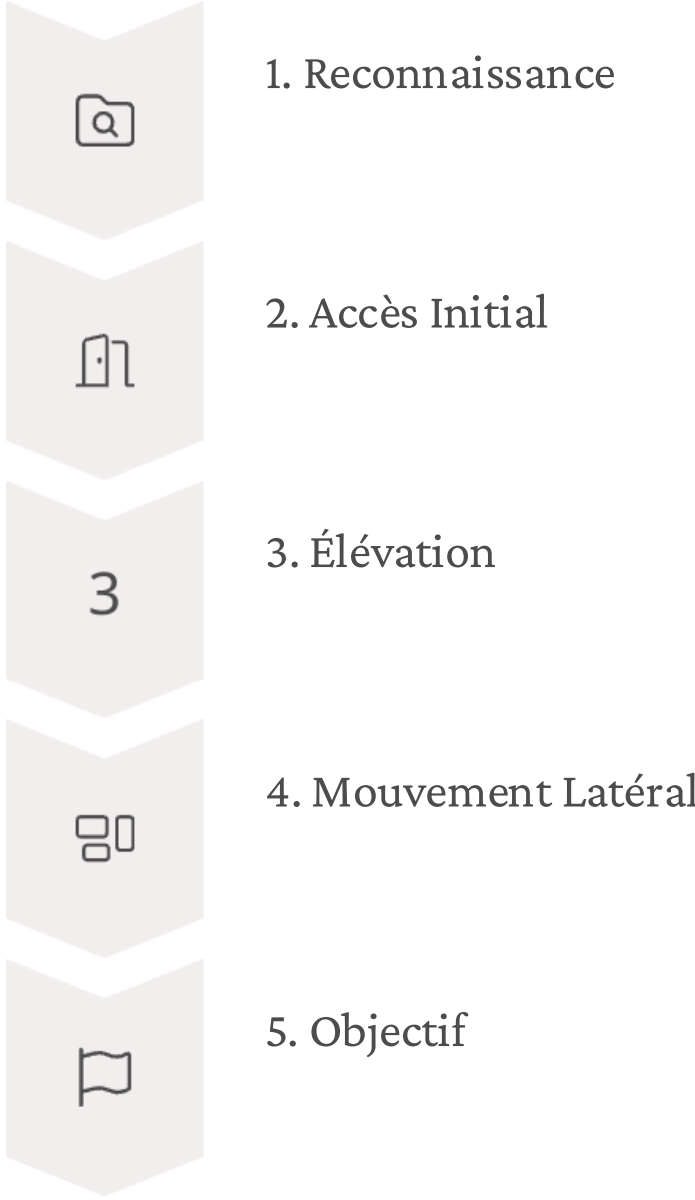 1. Reconnaissance
2. Accès Initial
3
3. Élévation
4. Mouvement Latéral
5. Objectif